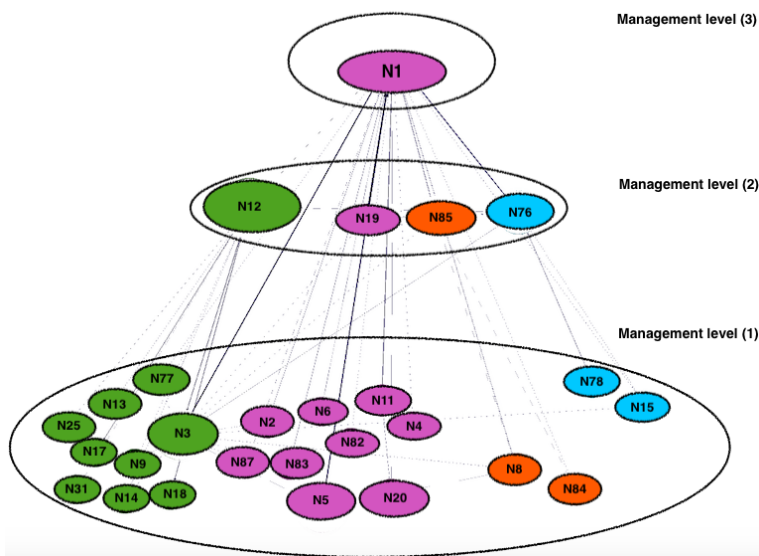 Management level (3)
N1
Management level (2)
N12
N19
N85
N76
Management level (1)
N77
N78
N13
N11
N15
N6
N25
N3
N2
N4
N82
N17
N9
N87
N83
N8
N31
N14
N18
N5
N20
N84